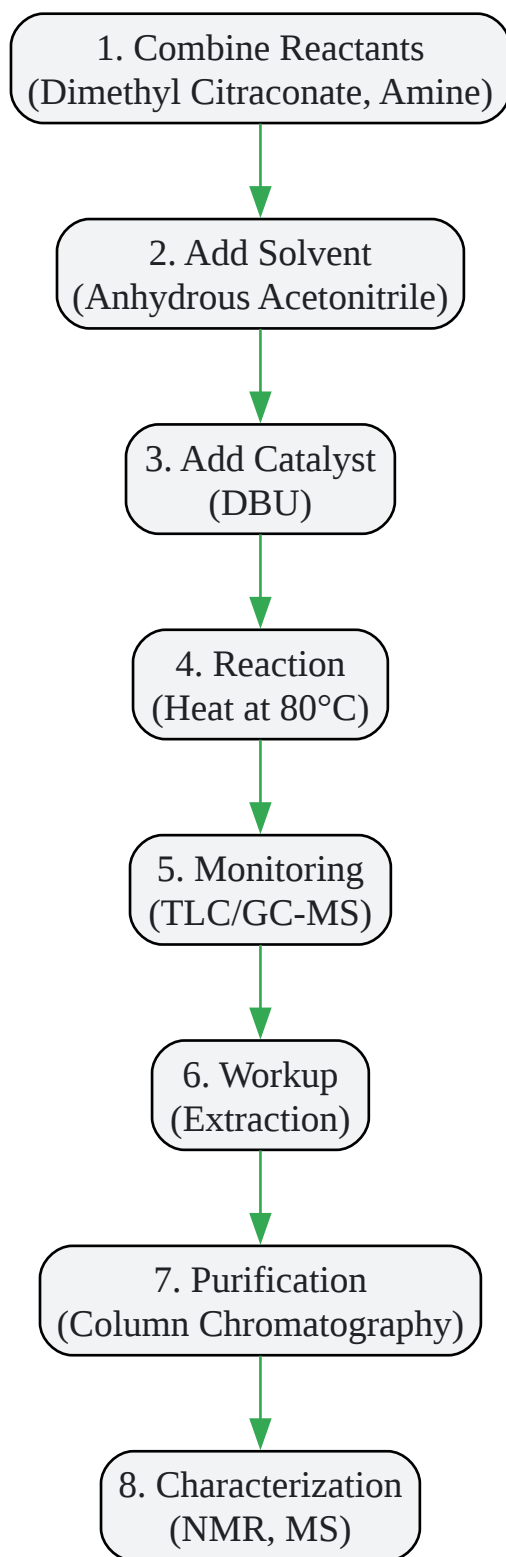 1. Combine Reactants
(Dimethyl Citraconate, Amine)
2. Add Solvent
(Anhydrous Acetonitrile)
3. Add Catalyst
(DBU)
4. Reaction
(Heat at 80°C)
5. Monitoring
(TLC/GC-MS)
6. Workup
(Extraction)
7. Purification
(Column Chromatography)
8. Characterization
(NMR, MS)